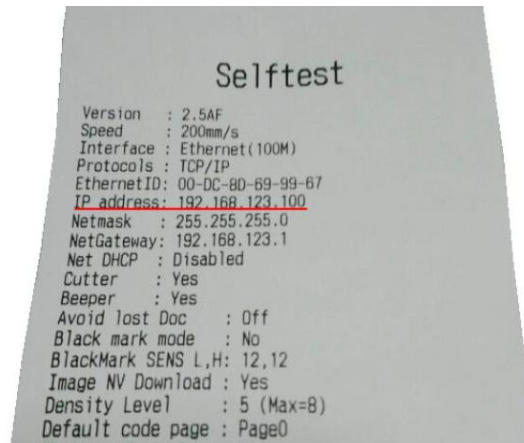 Selftest
Version : 2.5AF
Speed : 200mm/s
Interface : Ethernet(100M)
Protocols : TCP/IP
EthernetID: 00-DC-8D-69-99-67
IP address: 192.168.123.100
Netmask : 255.255.255.0
NetGateway: 192.168.123.1
Net DHCP : Disabled
Cutter : Yes
Beeper : Yes
Avoid lost Doc : Off
Black mark mode : No
BlackMark SENS L,H: 12,12
Image NV Download : Yes
Density Level : 5 (Max=8)
Default code page : Page0